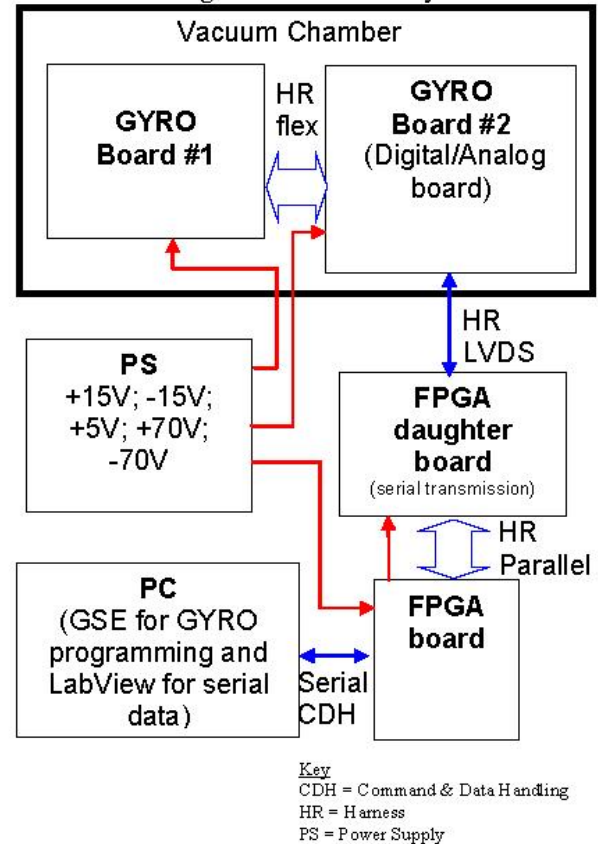 Vacuum Chamber
GYRO
Board #1
HR
flex
GYRO
Board #2
(Digital/Analog
board)
HR
LVDS
PS
+15V; -15V;
+5V; +70V;
-70V
FPGA
daughter
board
(serial transmission)
HR
Parallel
PC
(GSE for GYRO
programming and
LabView for serial
data)
Serial
CDH
FPGA
board
Key
CDH = Command & Data Handling
HR = Harness
PS = Power Supply